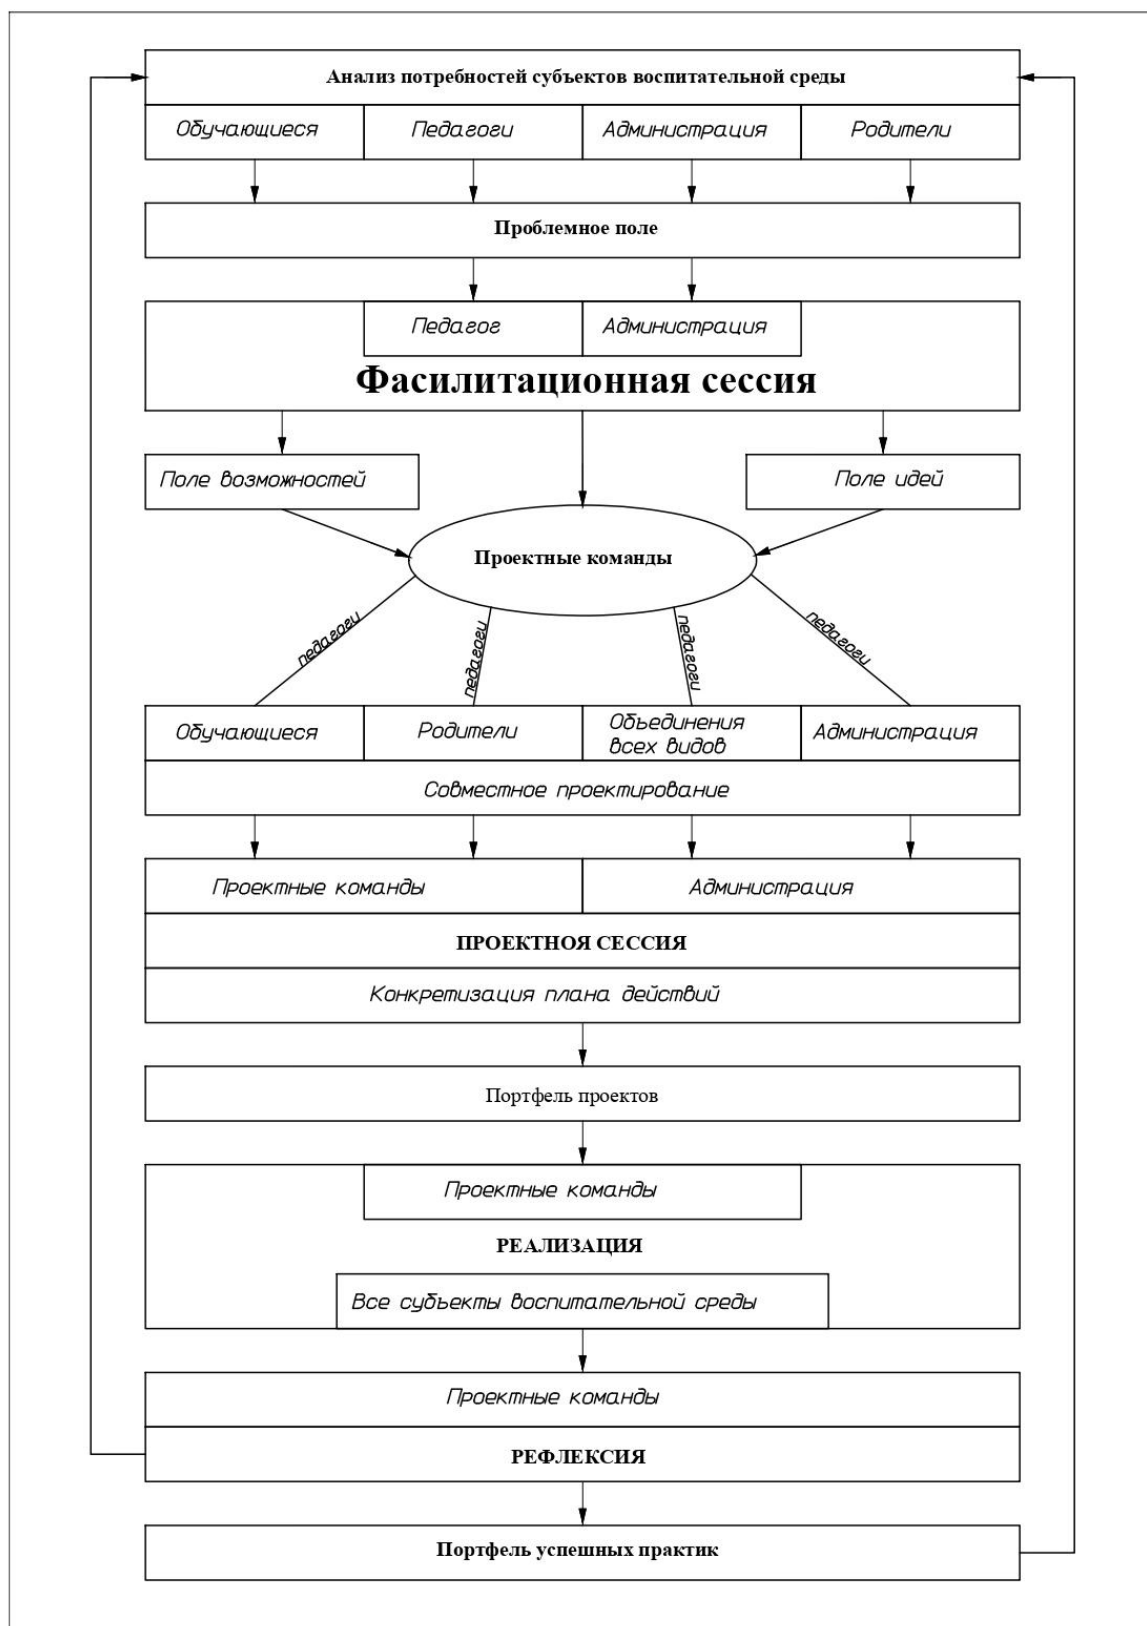 Анализ потребностей субъектов воспитательной среды
Обучающиеся
Педагоги
Администрация
Родители
Проблемное поле
Педагог
Администрация
Фасилитационная сессия
Поле возможностей
Поле идей
Проектные команды
педагоги
педагоги
педагоги
педагоги
Обучающиеся
Родители
Объединения
всех видов
Администрация
Совместное проектирование
Проектные команды
Администрация
ПРОЕКТНОЯ СЕССИЯ
Конкретизация плана действий
Портфель проектов
Проектные команды
РЕАЛИЗАЦИЯ
Все субъекты воспитательной среды
Проектные команды
РЕФЛЕКСИЯ
Портфель успешных практик